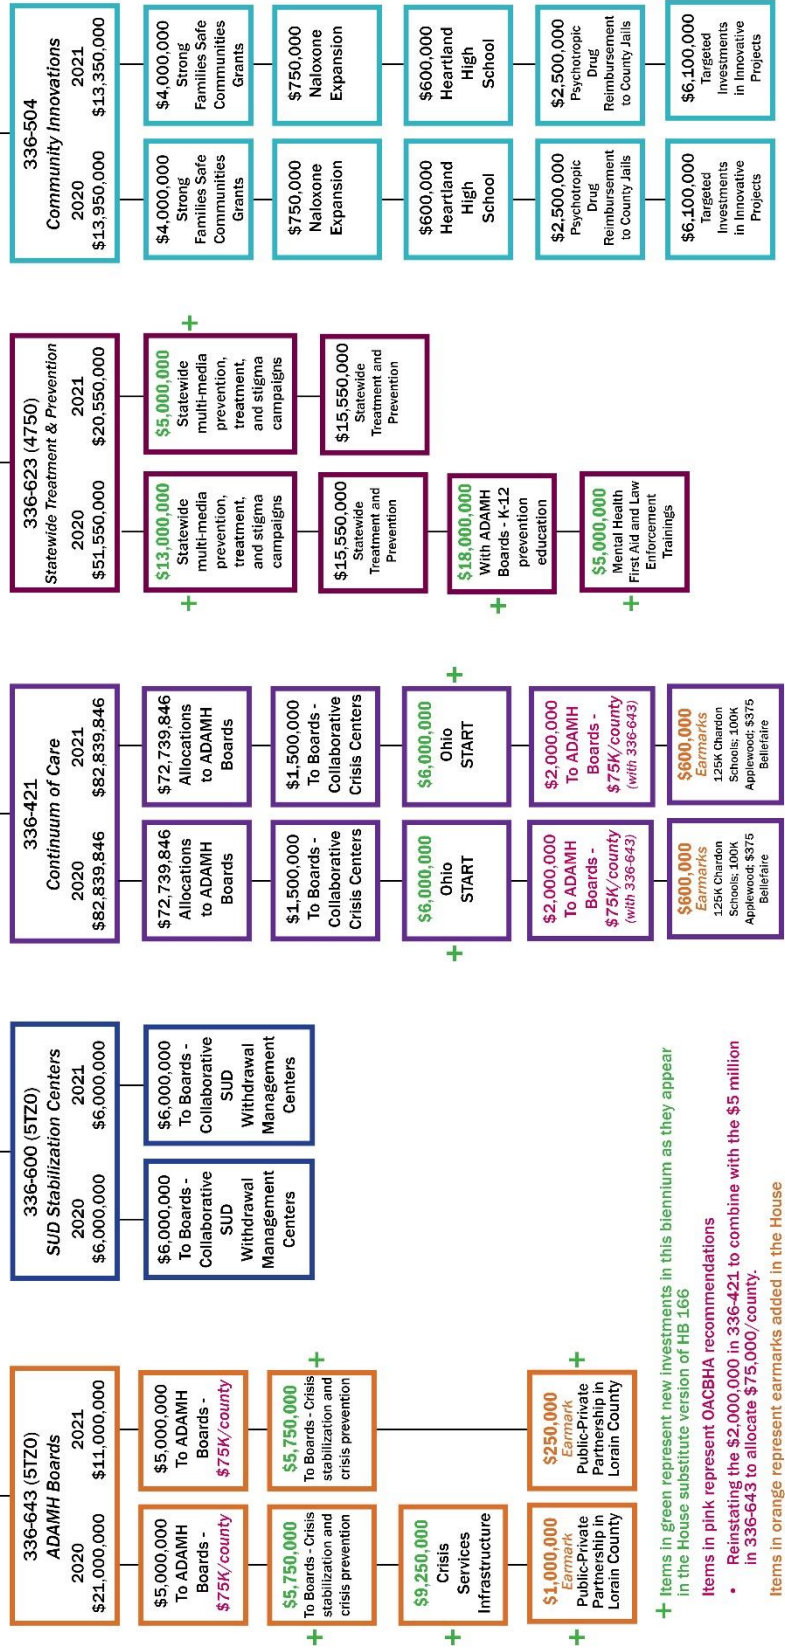 336-643 (5TZ0)
ADAMH Boards
2020 2021
$21,000,000 $11,000,000
$5,000,000
To ADAMH
Boards -
$75K/county
$5,000,000
To ADAMH
Boards -
$75K/county
+
$5,750,000
To Boards - Crisis
stabilization and
crisis prevention
$5,750,000
To Boards - Crisis
stabilization and
crisis prevention
+
+
$9,250,000
Crisis
Services
Infrastructure
+
$1,000,000
Earmark
Public-Private
Partnership in
Lorain County
$250,000
Earmark
Public-Private
Partnership in
Lorain County
+
336-600 (5TZ0)
SUD Stabilization Centers
2020 2021
$6,000,000 $6,000,000
$6,000,000
To Boards -
Collaborative
SUD
Withdrawal
Management
Centers
$6,000,000
To Boards -
Collaborative
SUD
Withdrawal
Management
Centers
336-421
Continuum of Care
2020 2021
$82,839,846 $82,839,846
$72,739,846
Allocations
to ADAMH
Boards
$72,739,846
Allocations
to ADAMH
Boards
$1,500,000
To Boards -
Collaborative
Crisis Centers
$1,500,000
To Boards -
Collaborative
Crisis Centers
+
$6,000,000
Ohio
START
$6,000,000
Ohio
START
+
$2,000,000
To ADAMH
Boards -
$75K/county
(with 336-643)
$2,000,000
To ADAMH
Boards -
$75K/county
(with 336-643)
$600,000
Earmarks
125K Chardon
Schools; 100K
Applewood; $375
Bellefaire
$600,000
Earmarks
125K Chardon
Schools; 100K
Applewood; $375
Bellefaire
336-623 (4750)
Statewide Treatment & Prevention
2020 2021
$51,550,000 $20,550,000
+
$13,000,000
Statewide
multi-media
prevention,
treatment,
and stigma
campaigns
$5,000,000
Statewide
multi-media
prevention,
treatment,
and stigma
campaigns
+
$15,550,000
Statewide
Treatment and
Prevention
$15,550,000
Statewide
Treatment and
Prevention
+
$18,000,000
With ADAMH
Boards - K-12
prevention
education
+
$5,000,000
Mental Health
First Aid and Law
Enforcement
Trainings
336-504
Community Innovations
2020 2021
$13,950,000 $13,350,000
$4,000,000
Strong
Families Safe
Communities
Grants
$4,000,000
Strong
Families Safe
Communities
Grants
$750,000
Naloxone
Expansion
$750,000
Naloxone
Expansion
$600,000
Heartland
High
School
$600,000
Heartland
High
School
$2,500,000
Psychotropic
Drug
Reimbursement
to County Jails
$2,500,000
Psychotropic
Drug
Reimbursement
to County Jails
$6,100,000
Targeted
Investments
in Innovative
Projects
$6,100,000
Targeted
Investments
in Innovative
Projects
+ Items in green represent new investments in this biennium as they appear
in the House substitute version of HB 166
Items in pink represent OACBHA recommendations
• Reinstating the $2,000,000 in 336-421 to combine with the $5 million
in 336-643 to allocate $75,000/county.
Items in orange represent earmarks added in the House